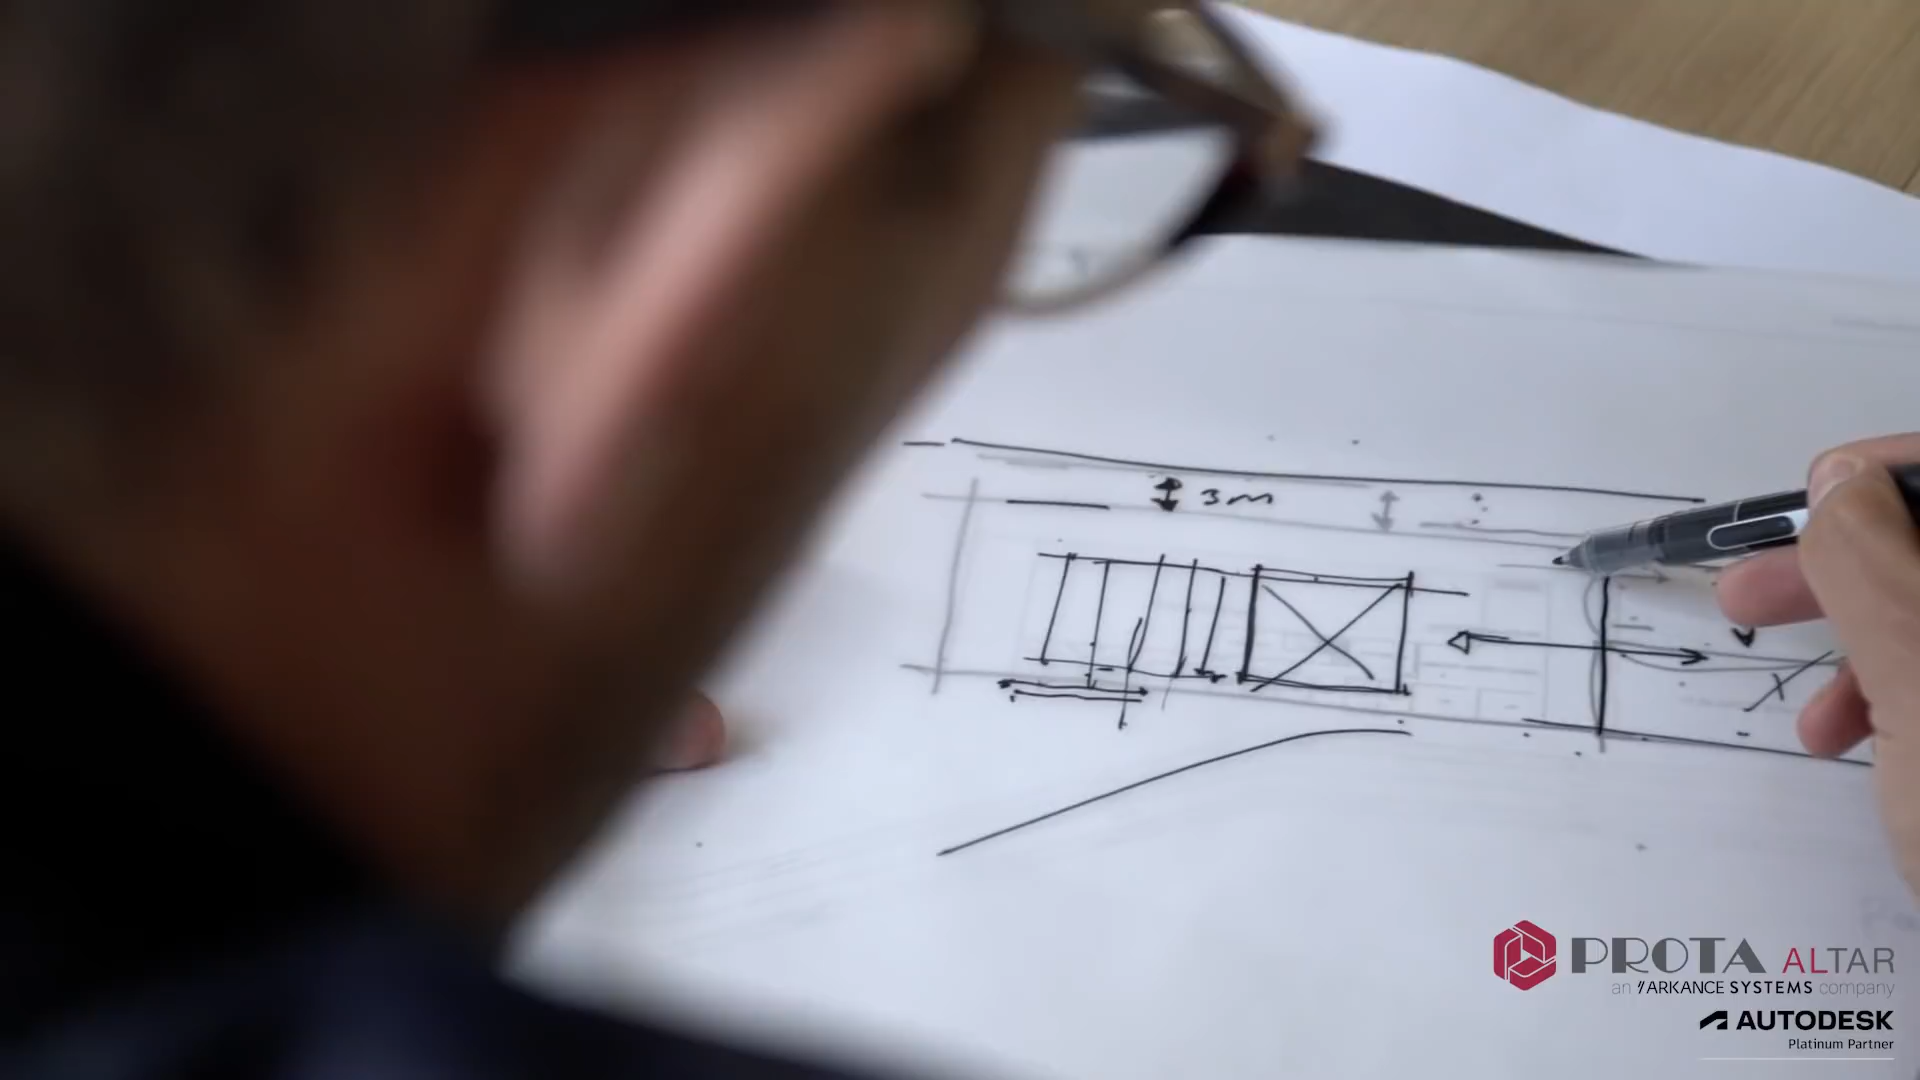 3m
PROTA ALTAR
an ARKANCE SYSTEMS company
AUTODESK
Platinum Partner